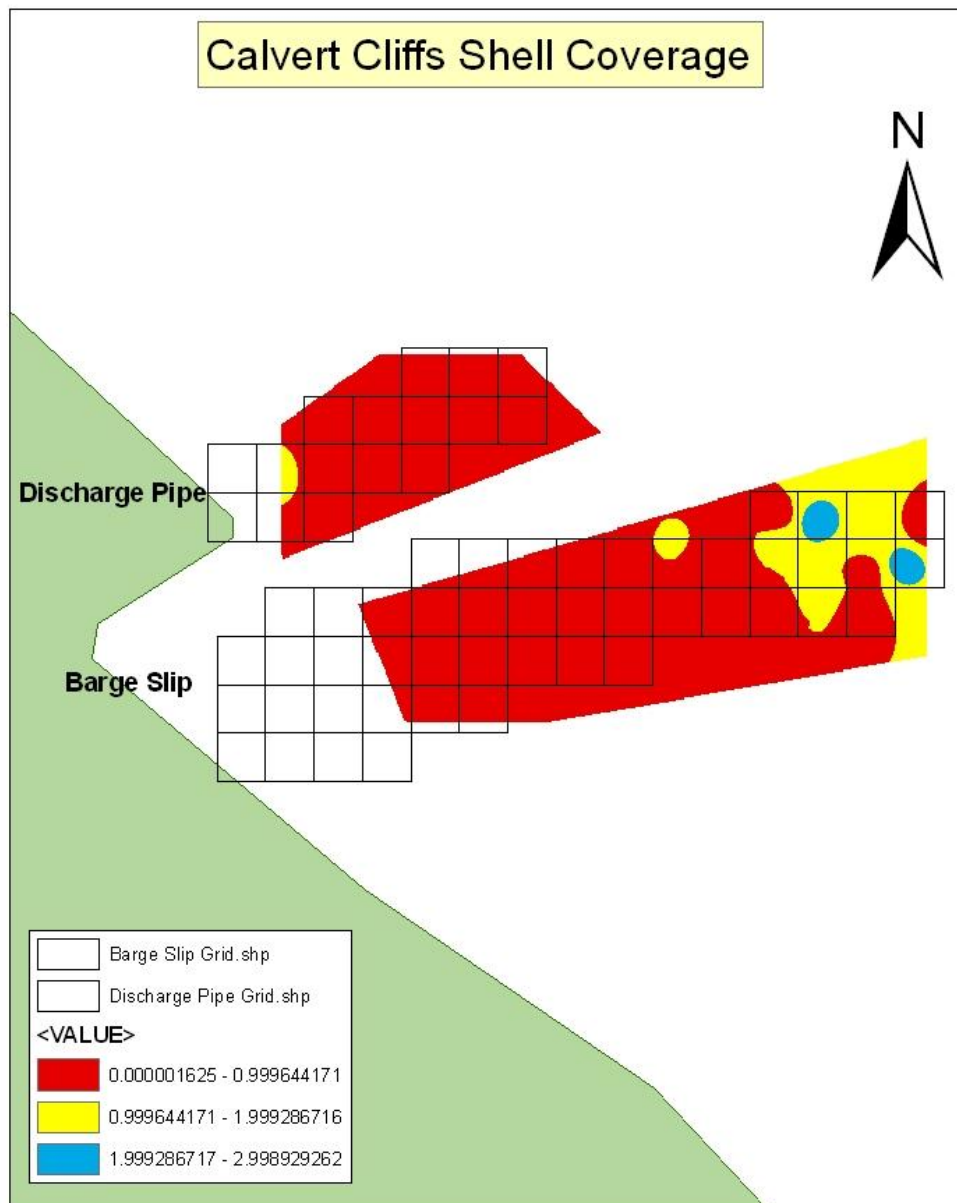 Calvert Cliffs Shell Coverage
N
Discharge Pipe
Barge Slip
Barge Slip Grid.shp
Discharge Pipe Grid.shp
<VALUE>
0.000001625 - 0.999644171
0.999644171 - 1.999286716
1.999286717 - 2.998929262